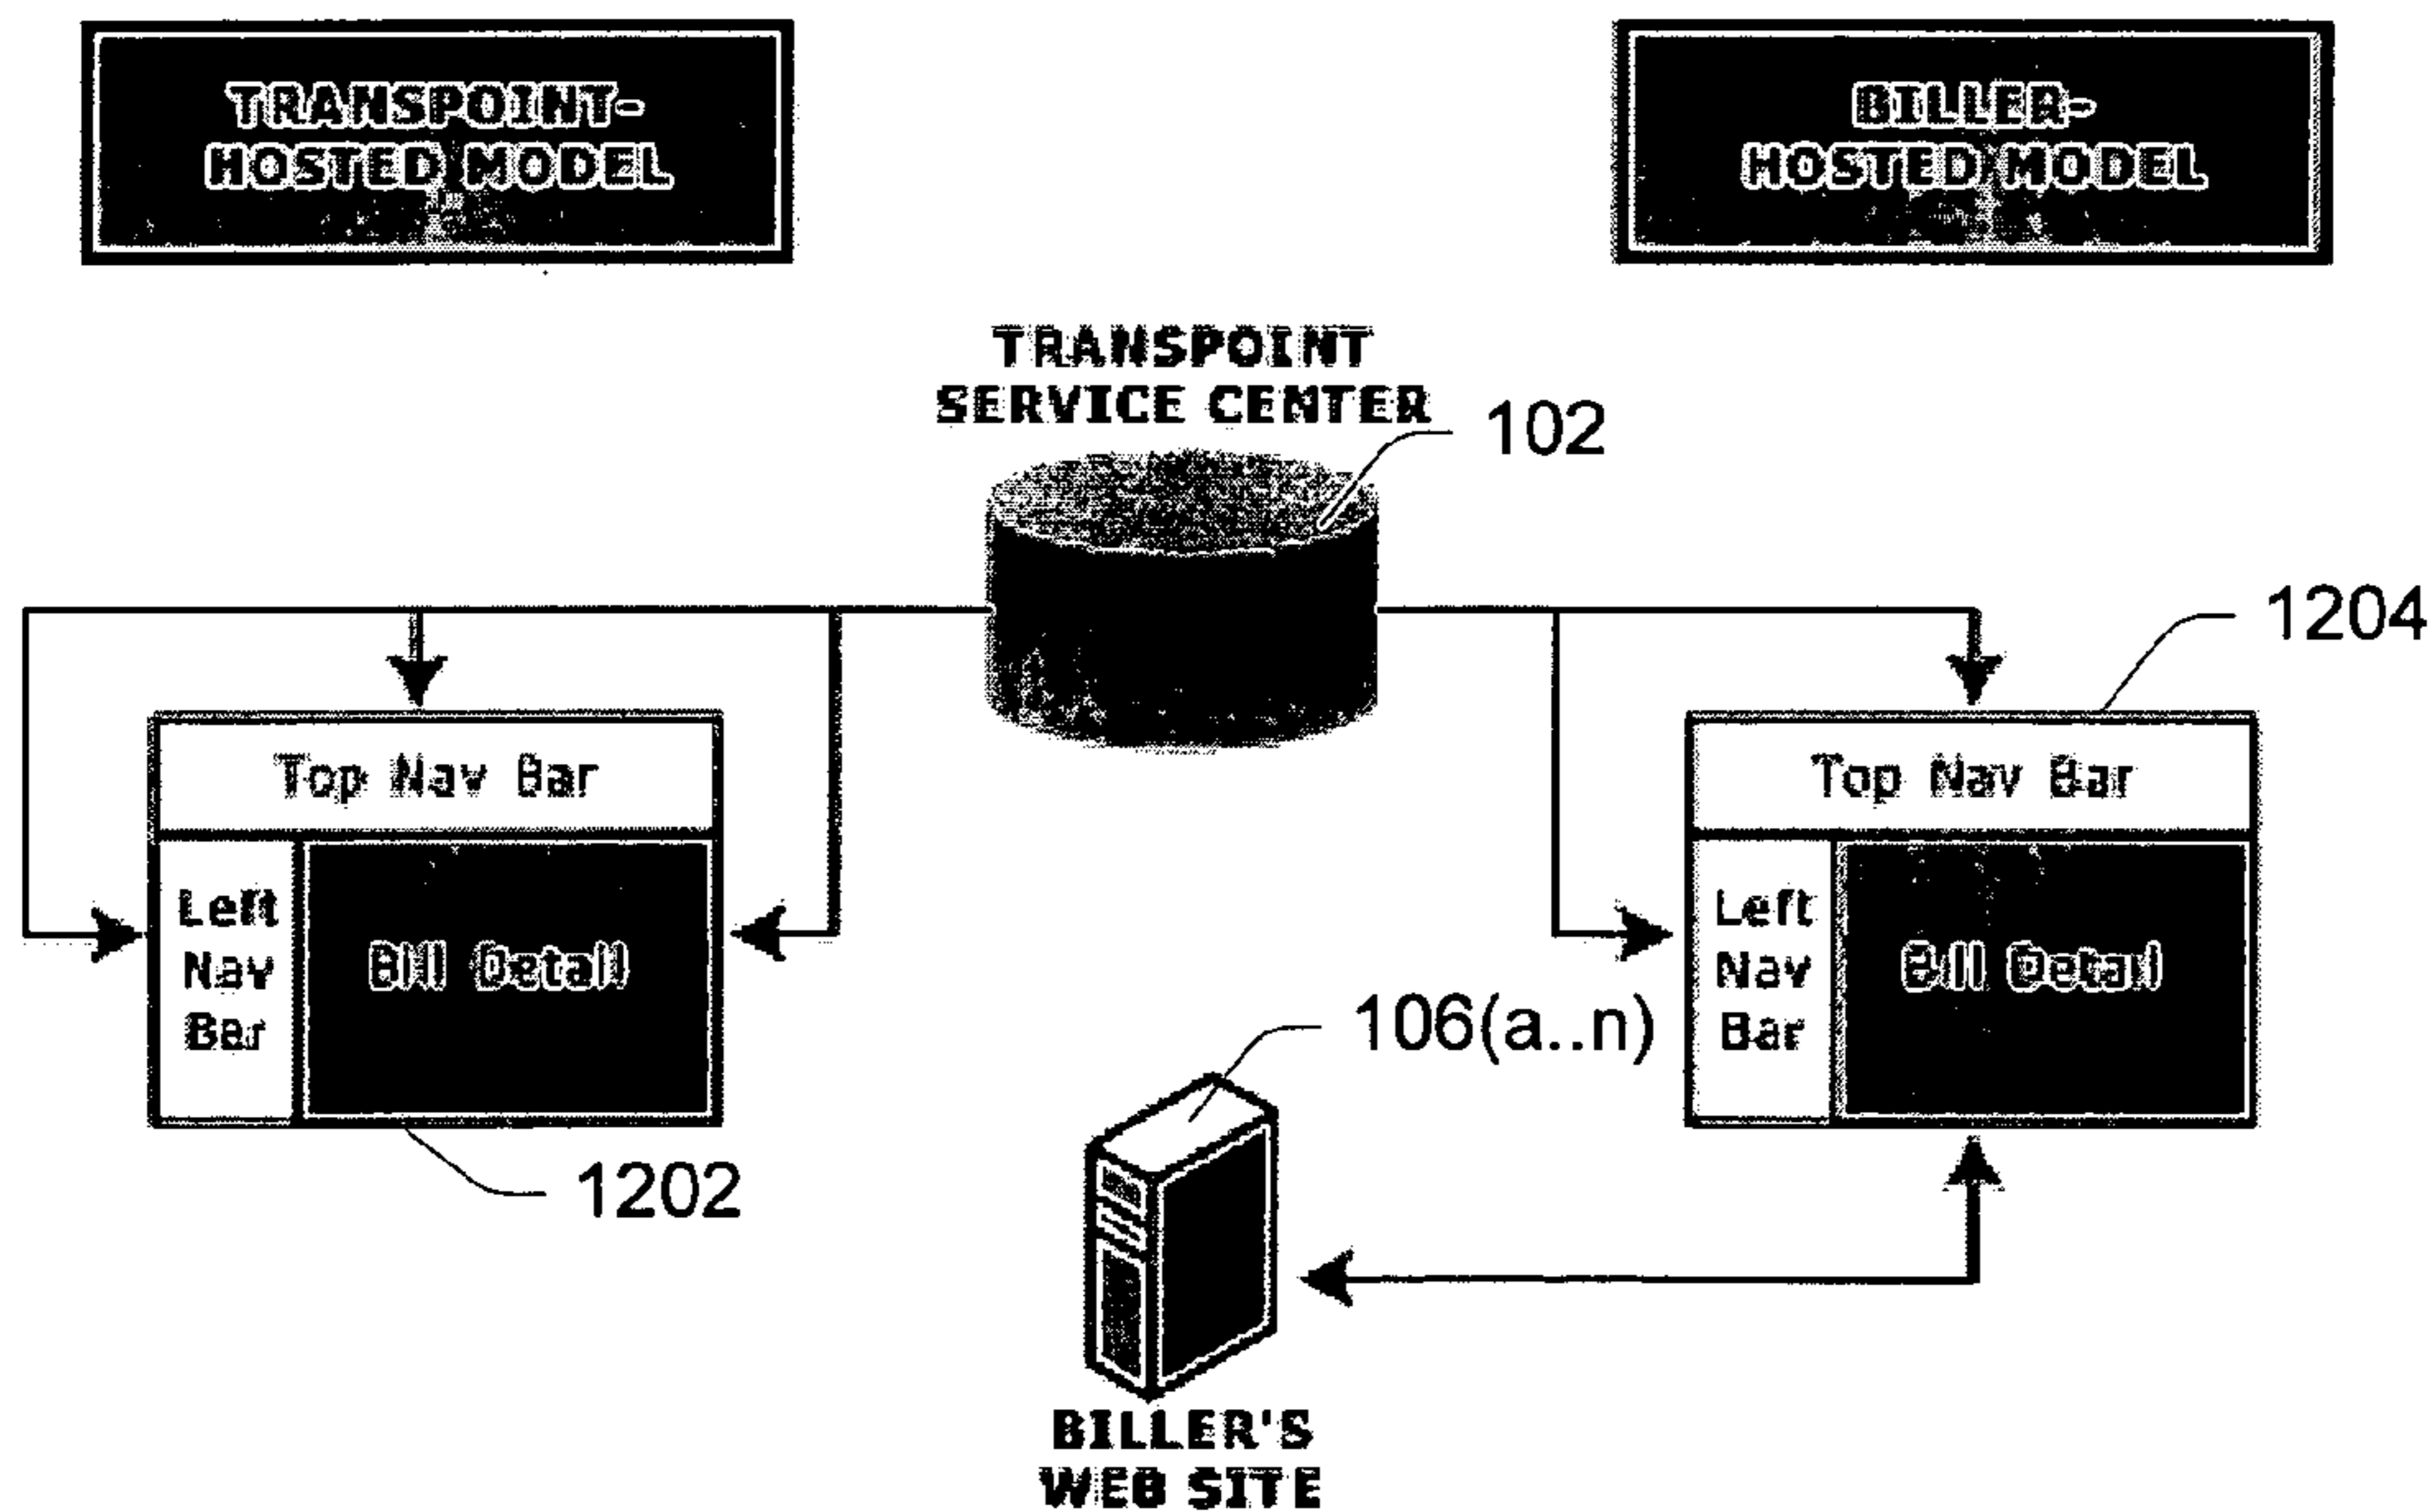 TRANSPOINT-
HOSTED MODEL
BILLER-
HOSTED MODEL
TRANSPOINT
SERVICE CENTER
102
1204
Top Nav Bar
Left
Nav
Bar
Bill Detail
1202
Top Nav Bar
Left
Nav
Bar
Bill Detail
106(a..n)
BILLER'S
WEB SITE